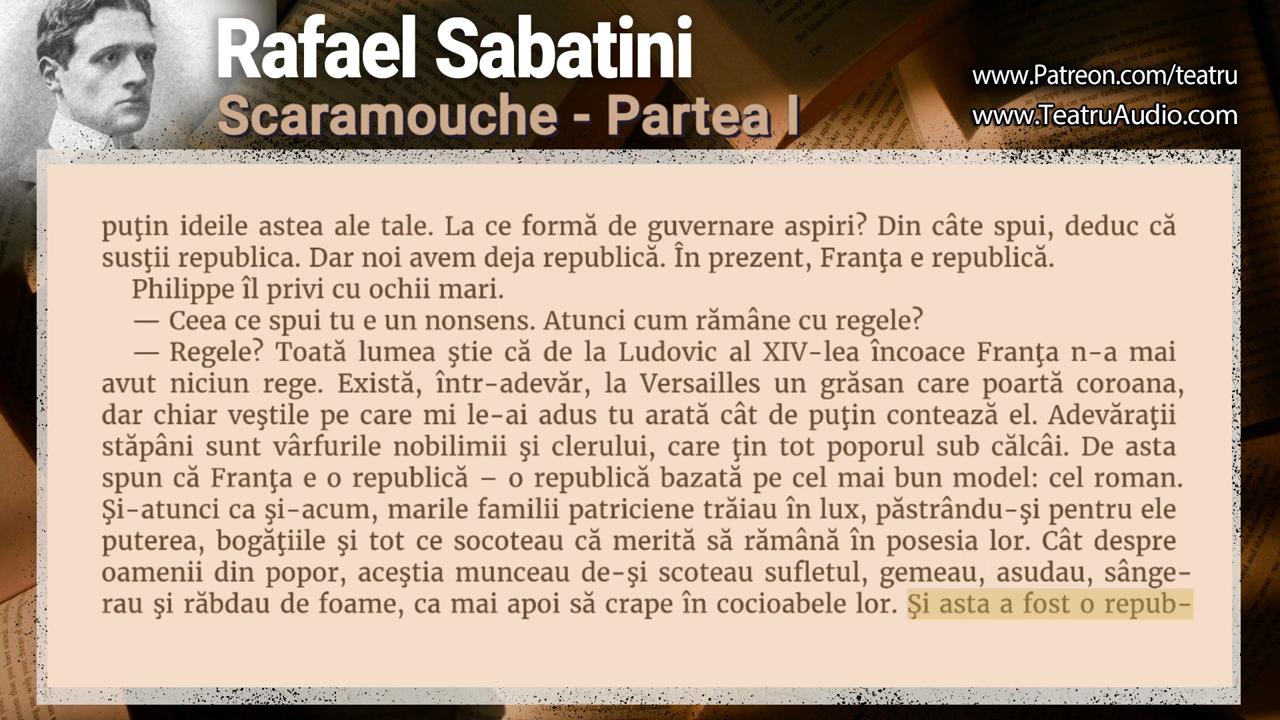 Rafael Sabatini
Scaramouche - Partea I
www.Patreon.com/teatru
www.TeatruAudio.com
puţin ideile astea ale tale. La ce formă de guvernare aspiri? Din câte spui, deduc că
susţii republica. Dar noi avem deja republică. În prezent, Franţa e republică.
Philippe îl privi cu ochii mari.
— Ceea ce spui tu e un nonsens. Atunci cum rămâne cu regele?
— Regele? Toată lumea ştie că de la Ludovic al XIV-lea încoace Franţa n-a mai
avut niciun rege. Există, într-adevăr, la Versailles un grăsan care poartă coroana,
dar chiar veştile pe care mi le-ai adus tu arată cât de puţin contează el. Adevăraţii
stăpâni sunt vârfurile nobilimii şi clerului, care ţin tot poporul sub călcâi. De asta
spun că Franţa e o republică – o republică bazată pe cel mai bun model: cel roman.
Şi-atunci ca şi-acum, marile familii patriciene trăiau în lux, păstrându-şi pentru ele
puterea, bogăţiile şi tot ce socoteau că merită să rămână în posesia lor. Cât despre
oamenii din popor, aceştia munceau de-şi scoteau sufletul, gemeau, asudau, sânge-
rau şi răbdau de foame, ca mai apoi să crape în cocioabele lor. Şi asta a fost o repub-